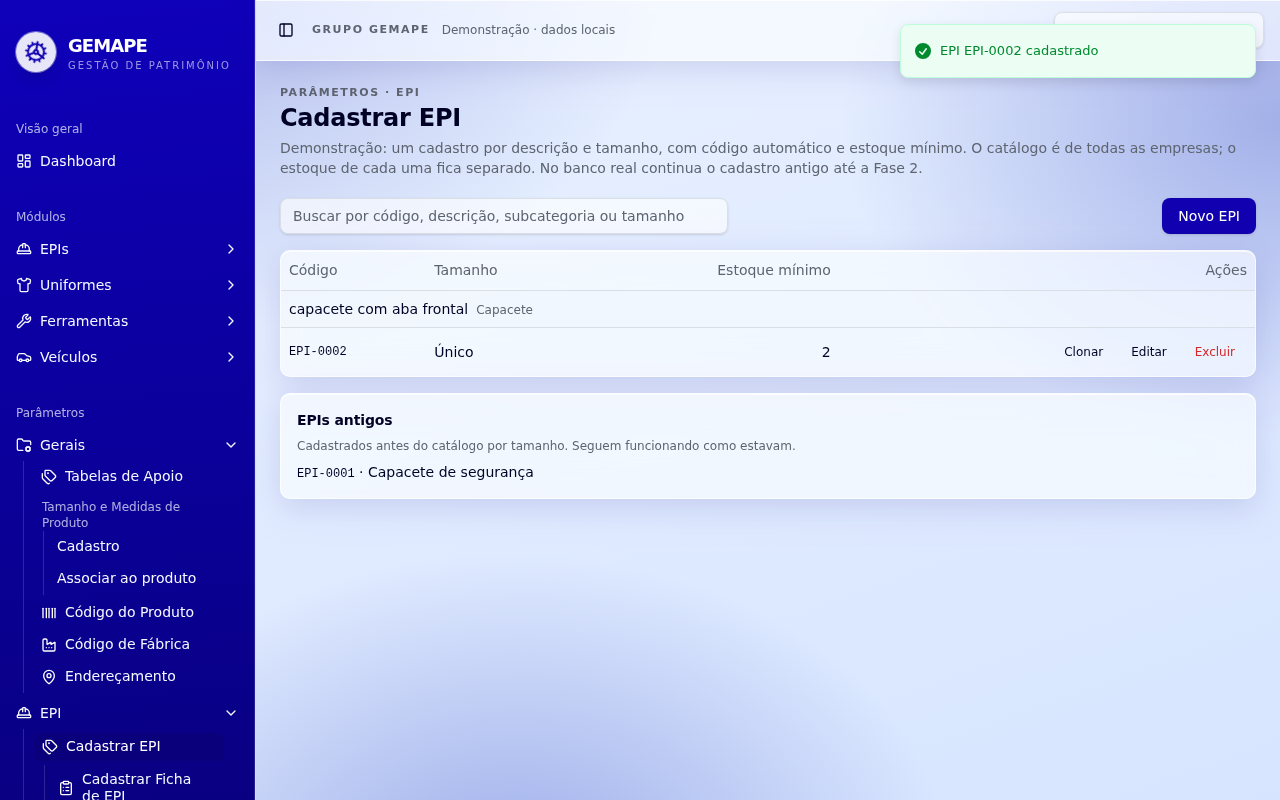 GEMAPE
GESTÃO DE PATRIMÔNIO
Visão geral
Dashboard
Módulos
EPIs
Uniformes
Ferramentas
Veículos
Parâmetros
Gerais
Tabelas de Apoio
Tamanho e Medidas de
Produto
Cadastro
Associar ao produto
Código do Produto
Código de Fábrica
Endereçamento
EPI
Cadastrar EPI
Cadastrar Ficha
de EPI
GRUPO GEMAPE Demonstração · dados locais
EPI EPI-0002 cadastrado
PARÂMETROS · EPI
Cadastrar EPI
Demonstração: um cadastro por descrição e tamanho, com código automático e estoque mínimo. O catálogo é de todas as empresas; o
estoque de cada uma fica separado. No banco real continua o cadastro antigo até a Fase 2.
Buscar por código, descrição, subcategoria ou tamanho
Novo EPI
Código Tamanho Estoque mínimo Ações
capacete com aba frontal Capacete
EPI-0002 Único 2 Clonar Editar Excluir
EPIs antigos
Cadastrados antes do catálogo por tamanho. Seguem funcionando como estavam.
EPI-0001 · Capacete de segurança